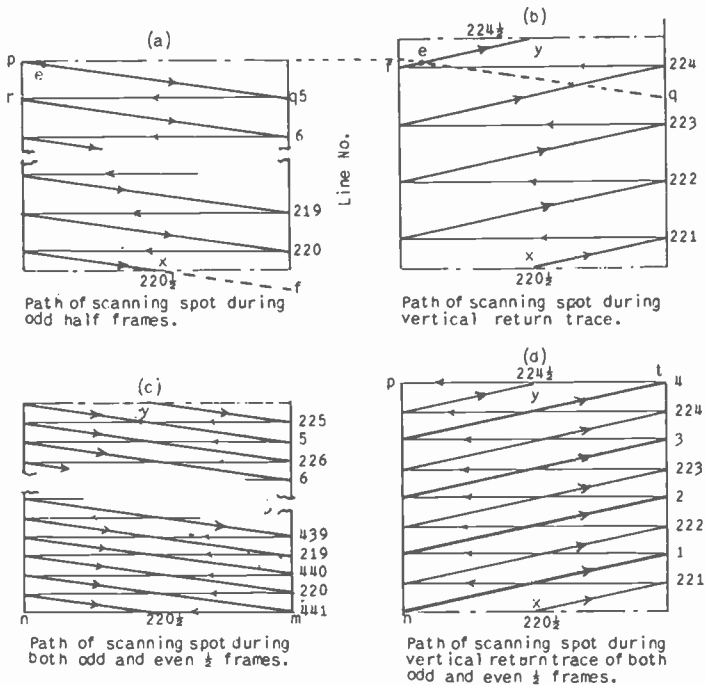 (a)
p
e
r
q5
6
219
220
x
220½
f
Path of scanning spot during
odd half frames.
Line No.
(b)
224½
e
y
r
224
q
223
222
221
x
220½
Path of scanning spot during
vertical return trace.
(c)
y
225
5
226
6
439
219
440
220
441
n
220½
m
Path of scanning spot during
both odd and even ½ frames.
(d)
t
p
224½
4
y
224
3
223
2
222
1
221
x
n
220½
Path of scanning spot during
vertical return trace of both
odd and even ½ frames.